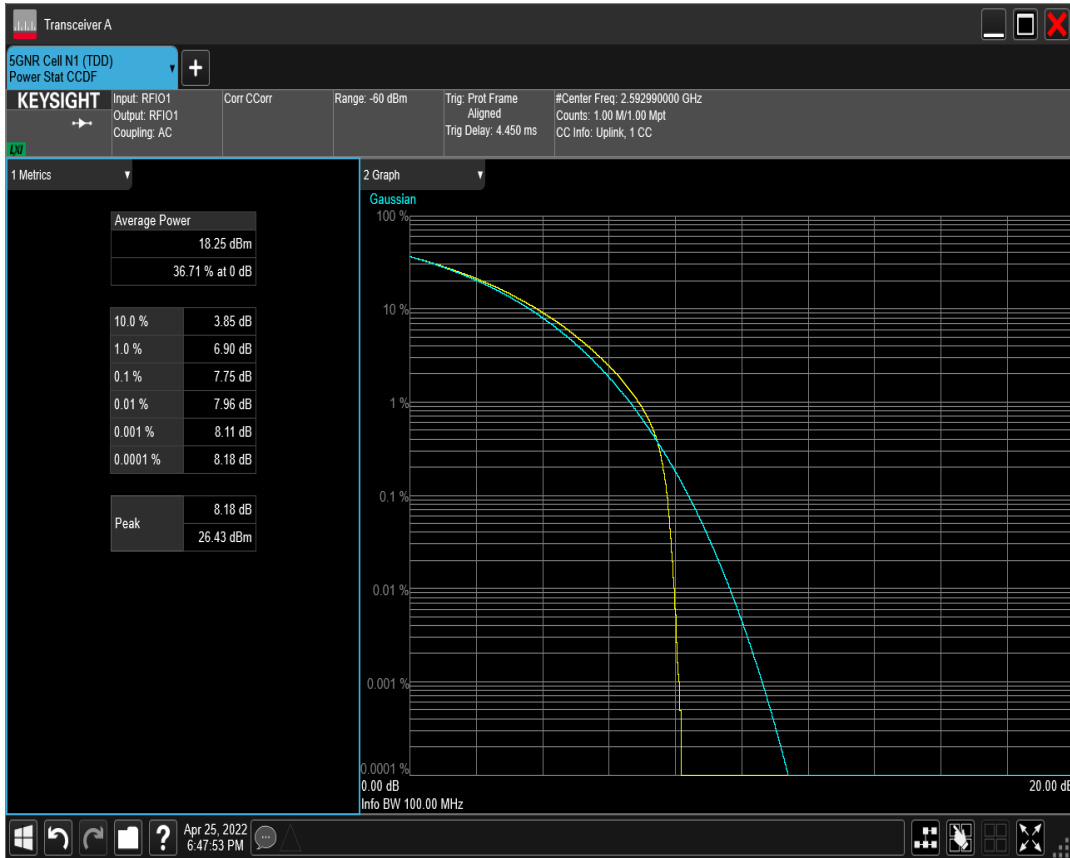 Transceiver A
5GNR Cell N1 (TDD)
Power Stat CCDF
+
KEYSIGHT
LXI
Input: RFIO1
Output: RFIO1
Coupling: AC
Corr CCorr
Range: -60 dBm
Trig: Prot Frame
Aligned
Trig Delay: 4.450 ms
#Center Freq: 2.592990000 GHz
Counts: 1.00 M/1.00 Mpt
CC Info: Uplink, 1 CC
1 Metrics
Average Power
18.25 dBm
36.71 % at 0 dB
10.0 % 3.85 dB
1.0 % 6.90 dB
0.1 % 7.75 dB
0.01 % 7.96 dB
0.001 % 8.11 dB
0.0001 % 8.18 dB
Peak 8.18 dB
26.43 dBm
2 Graph
Gaussian
100 %
10 %
1 %
0.1 %
0.01 %
0.001 %
0.0001 %
0.00 dB 20.00 dB
Info BW 100.00 MHz
?
Apr 25, 2022
6:47:53 PM